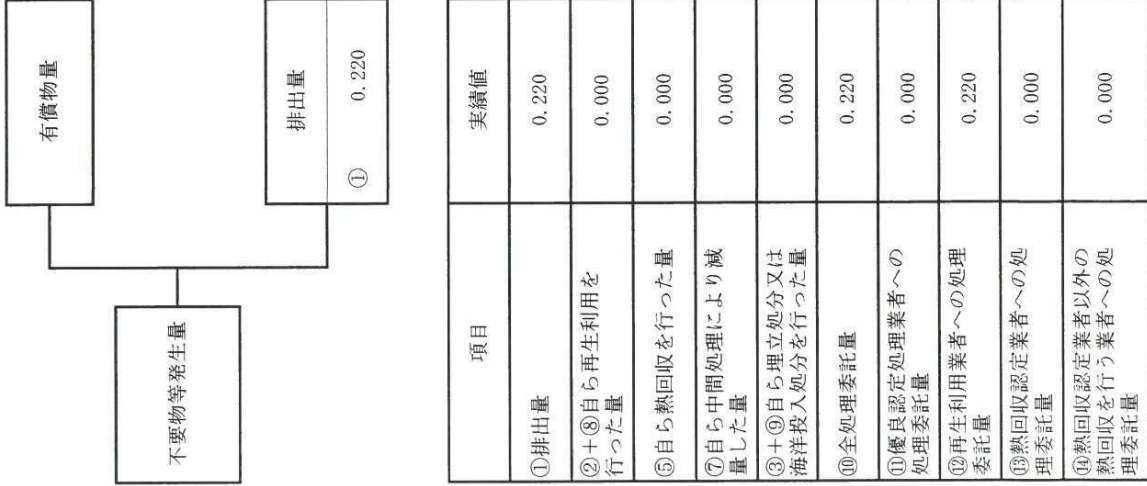 不要物等発生量
有償物量
排出量
① 0.220
項目 実績値
①排出量 0.220
②+⑧自ら再生利用を
行った量 0.000
⑤自ら熱回収を行った量 0.000
⑦自ら中間処理により減
量した量 0.000
③+⑨自ら埋立処分又は
海洋投入処分を行った量 0.000
⑩全処理委託量 0.220
⑪優良認定処理業者への
処理委託量 0.000
⑫再生利用業者への処理
委託量 0.220
⑬熱回収認定業者への処
理委託量 0.000
⑭熱回収認定業者以外の
熱回収を行う業者への処
理委託量 0.000